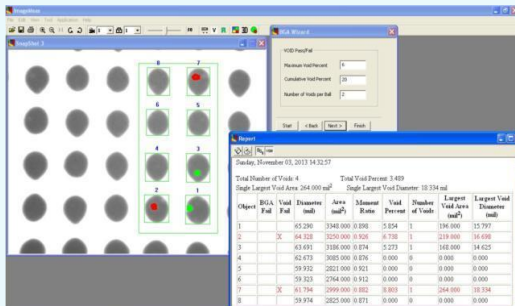 ImageXpert
File Edit View Tool Application Help
SnapShot 3
8 7
6 5
4 3
2 1
BGA Wizard
VOID Pass/Fail
Maximum Void Percent 6
Cumulative Void Percent 20
Number of Voids per Ball 2
Start < Back Next > Finish
Report
Sunday, November 03, 2013 14:32:57
Total Number of Voids: 4 Total Void Percent: 3.489
Single Largest Void Area: 264.000 mil² Single Largest Void Diameter: 18.334 mil
Object BGA Fail Void Fail Diameter (mil) Area (mil²) Moment Ratio Void Percent Number of Voids Largest Void Area (mil²) Largest Void Diameter (mil)
1 65.290 3348.000 0.898 5.854 1 196.000 15.797
2 X 64.328 3250.000 0.926 6.738 1 219.000 16.698
3 63.691 3186.000 0.874 5.273 1 168.000 14.625
4 62.673 3085.000 0.876 0.000 0 0.000 0.000
5 59.932 2821.000 0.921 0.000 0 0.000 0.000
6 59.323 2764.000 0.912 0.000 0 0.000 0.000
7 X 61.794 2999.000 0.882 8.803 1 264.000 18.334
8 59.974 2825.000 0.871 0.000 0 0.000 0.000